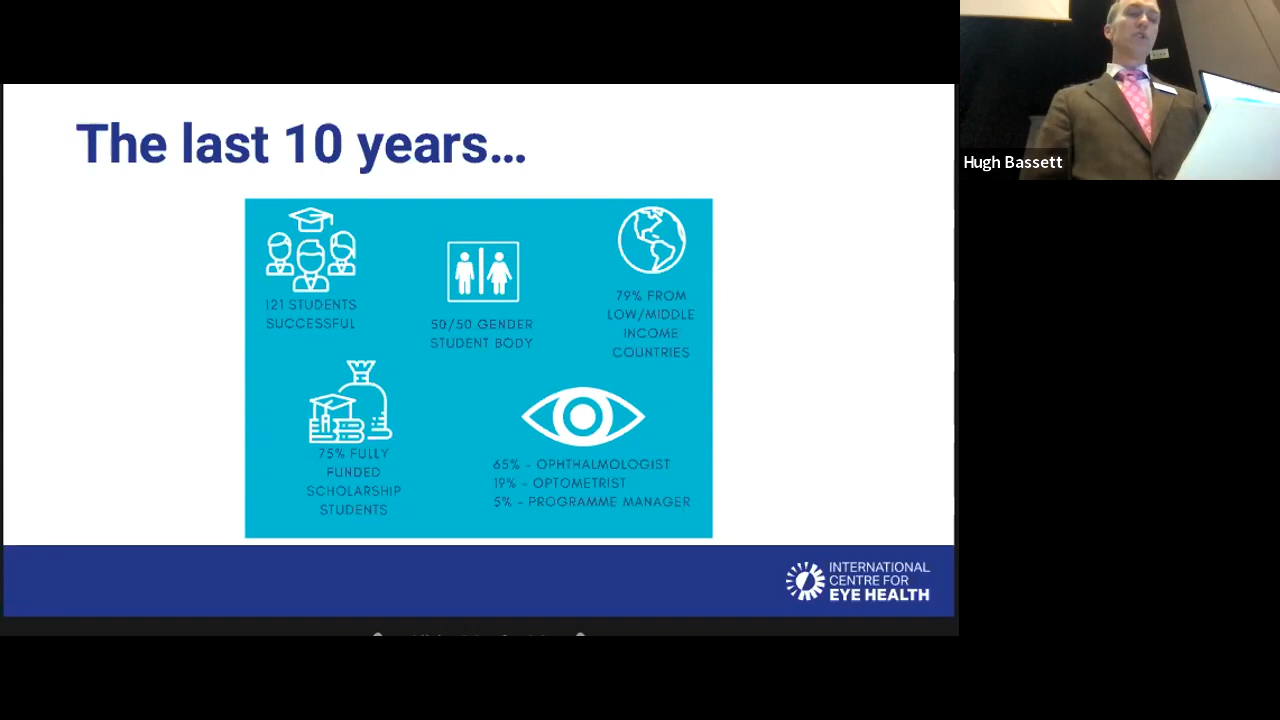 The last 10 years...
121 STUDENTS
SUCCESSFUL
50/50 GENDER
STUDENT BODY
79% FROM
LOW/MIDDLE
INCOME
COUNTRIES
75% FULLY
FUNDED
SCHOLARSHIP
STUDENTS
65% - OPHTHALMOLOGIST
19% - OPTOMETRIST
5% - PROGRAMME MANAGER
INTERNATIONAL
CENTRE FOR
EYE HEALTH
Hugh Bassett